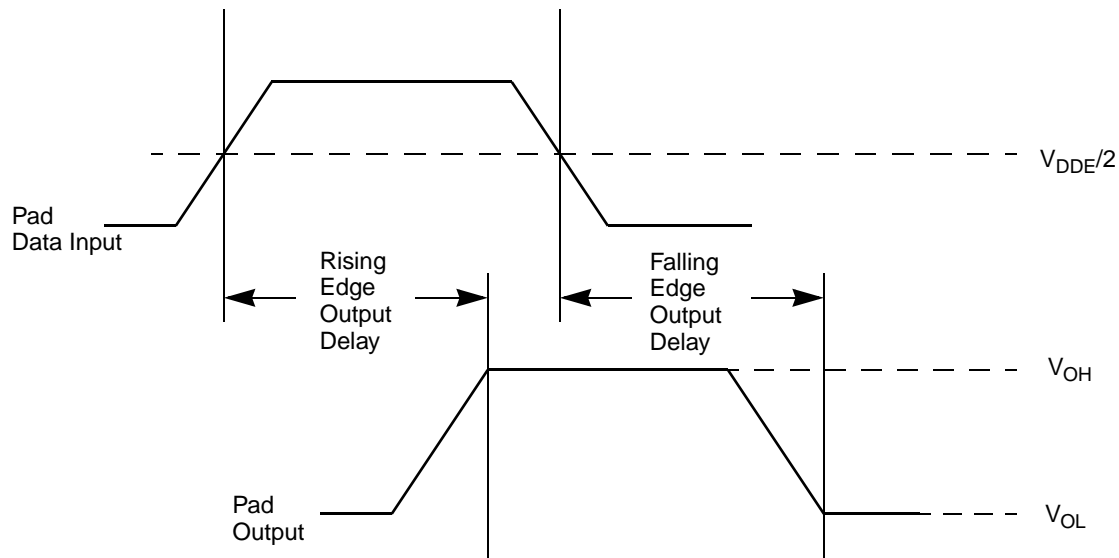 V_DDE/2
Pad
Data Input
Rising
Edge
Output
Delay
Falling
Edge
Output
Delay
V_OH
Pad
Output
V_OL